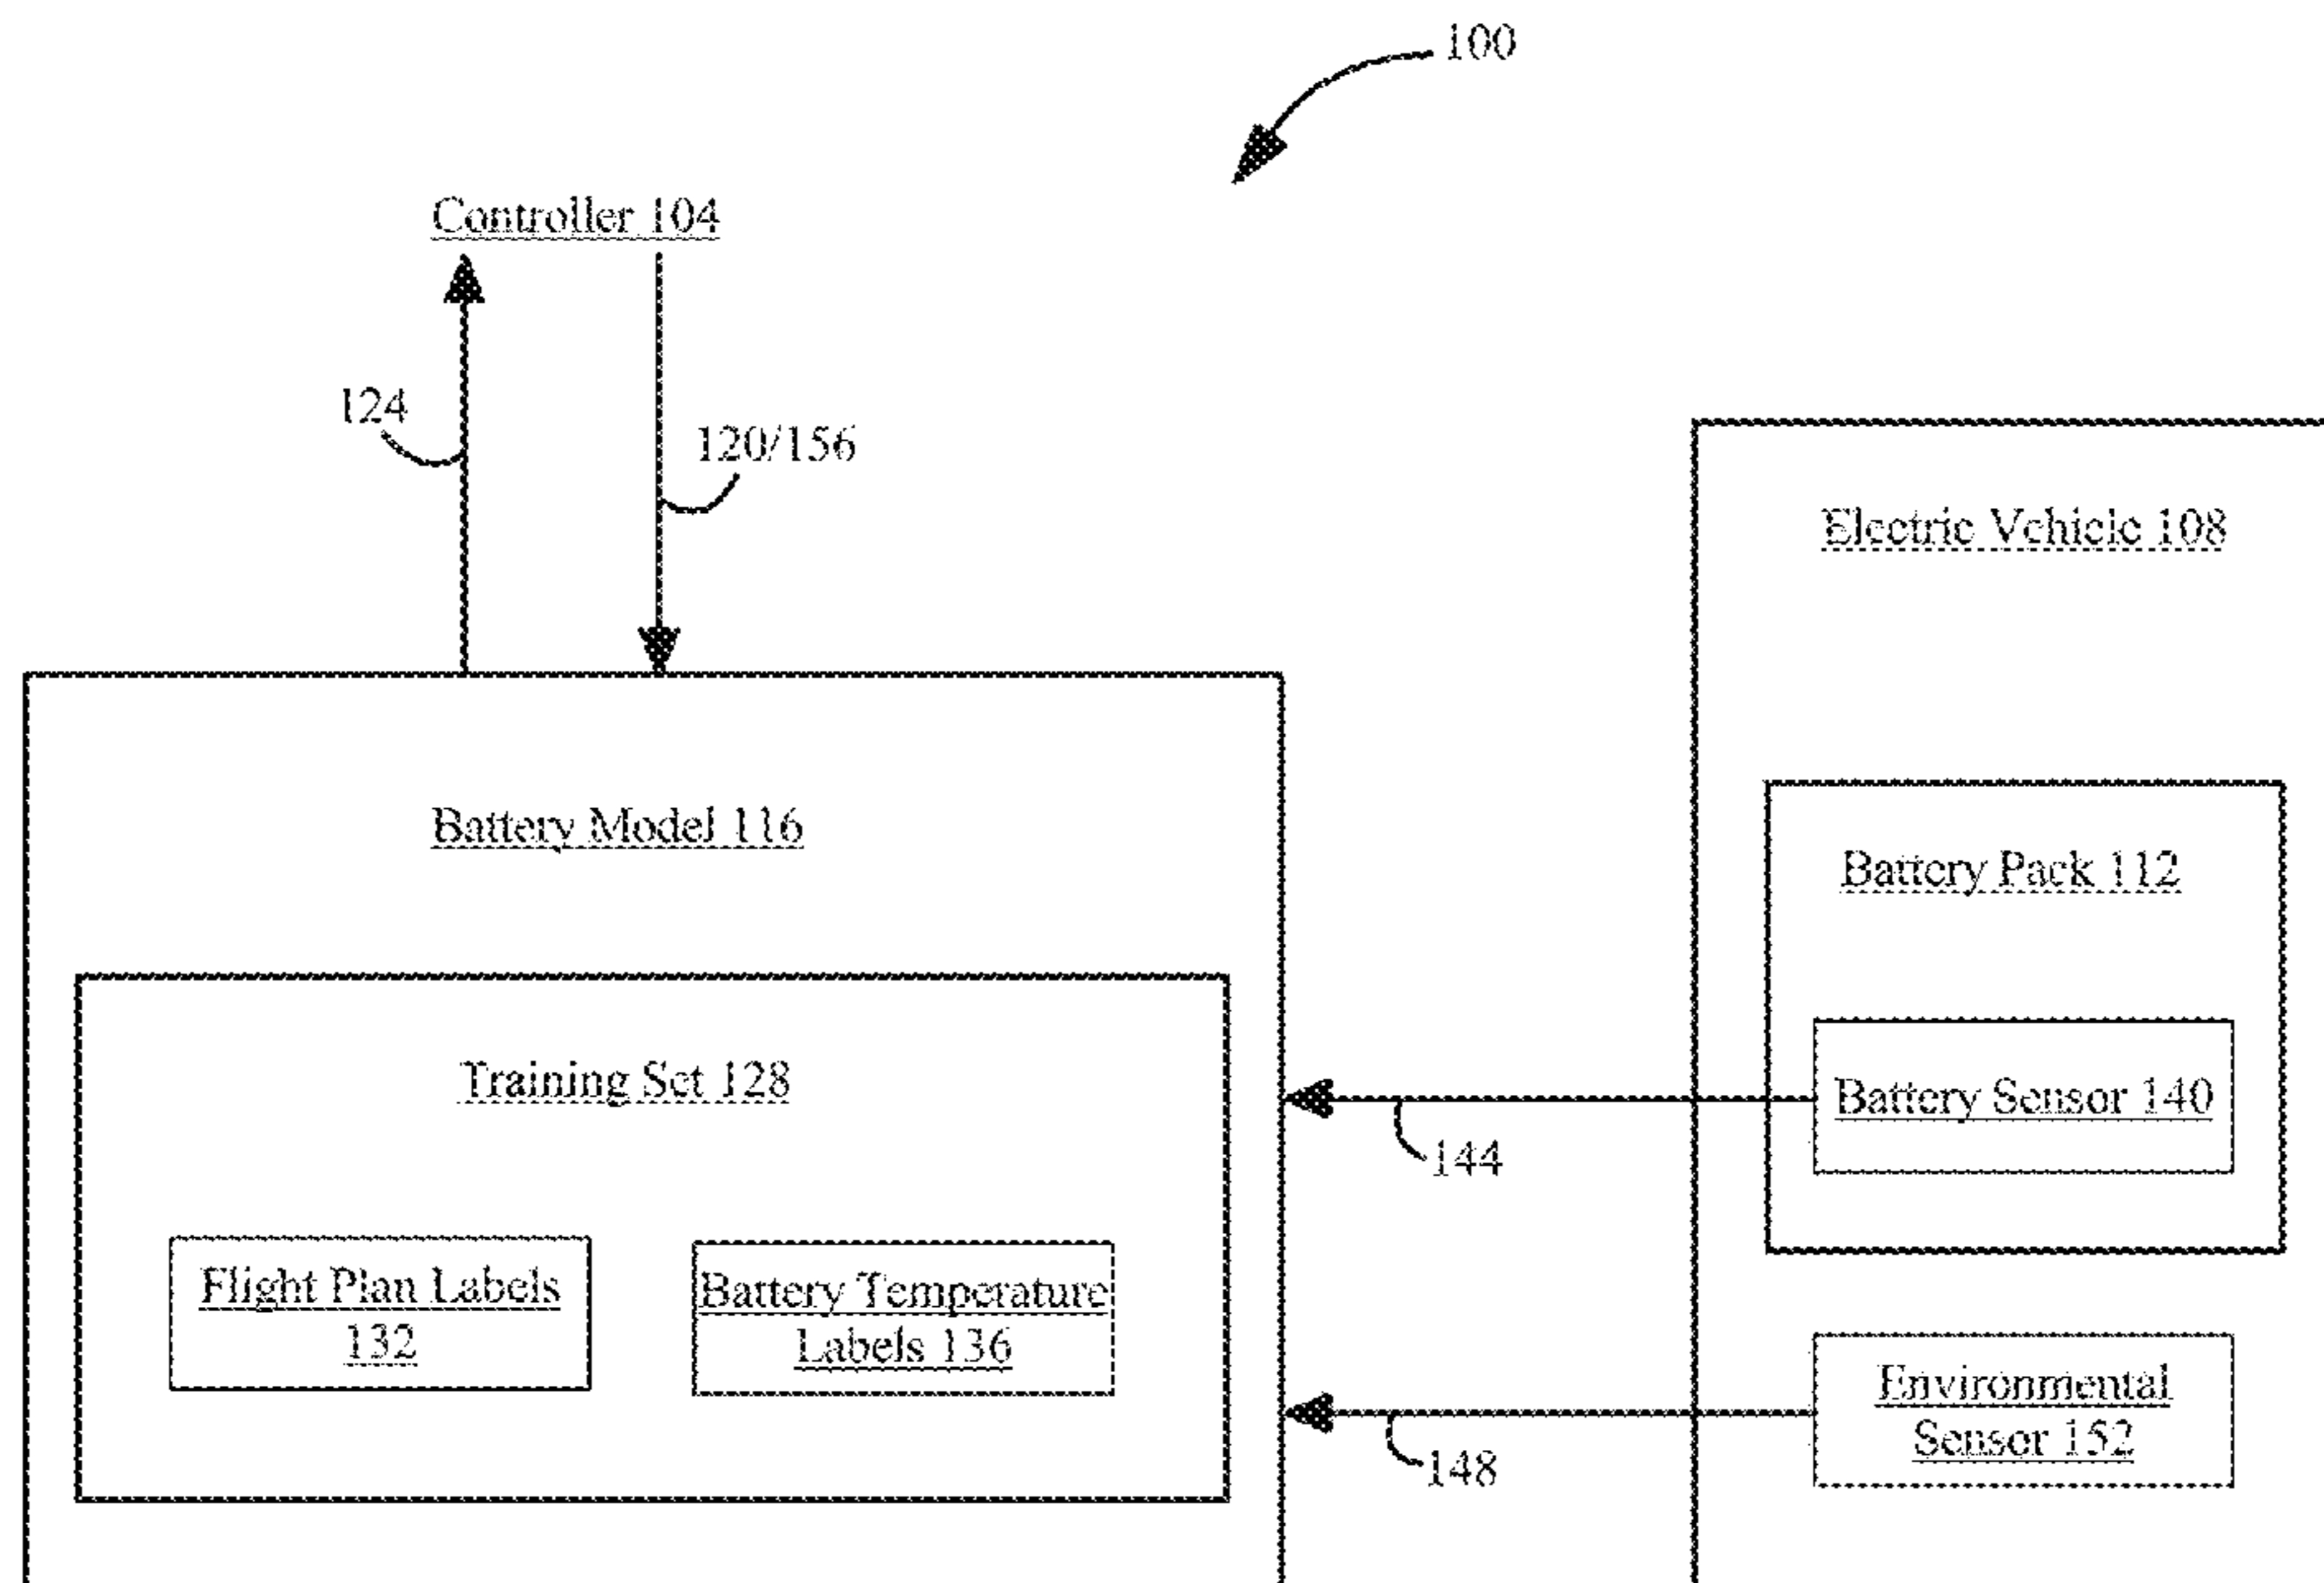 100
Controller 104
124
120/156
Electric Vehicle 108
Battery Model 116
Battery Pack 112
Training Set 128
Battery Sensor 140
144
Flight Plan Labels
132
Battery Temperature
Labels 136
Environmental
Sensor 152
148